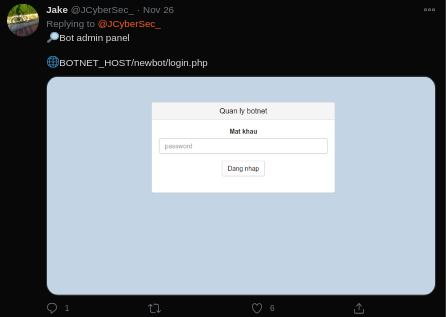 Jake @JCyberSec_ · Nov 26
Replying to @JCyberSec_
🔎Bot admin panel
🌐BOTNET_HOST/newbot/login.php
Quan ly botnet
Mat khau
password
Dang nhap
1
6